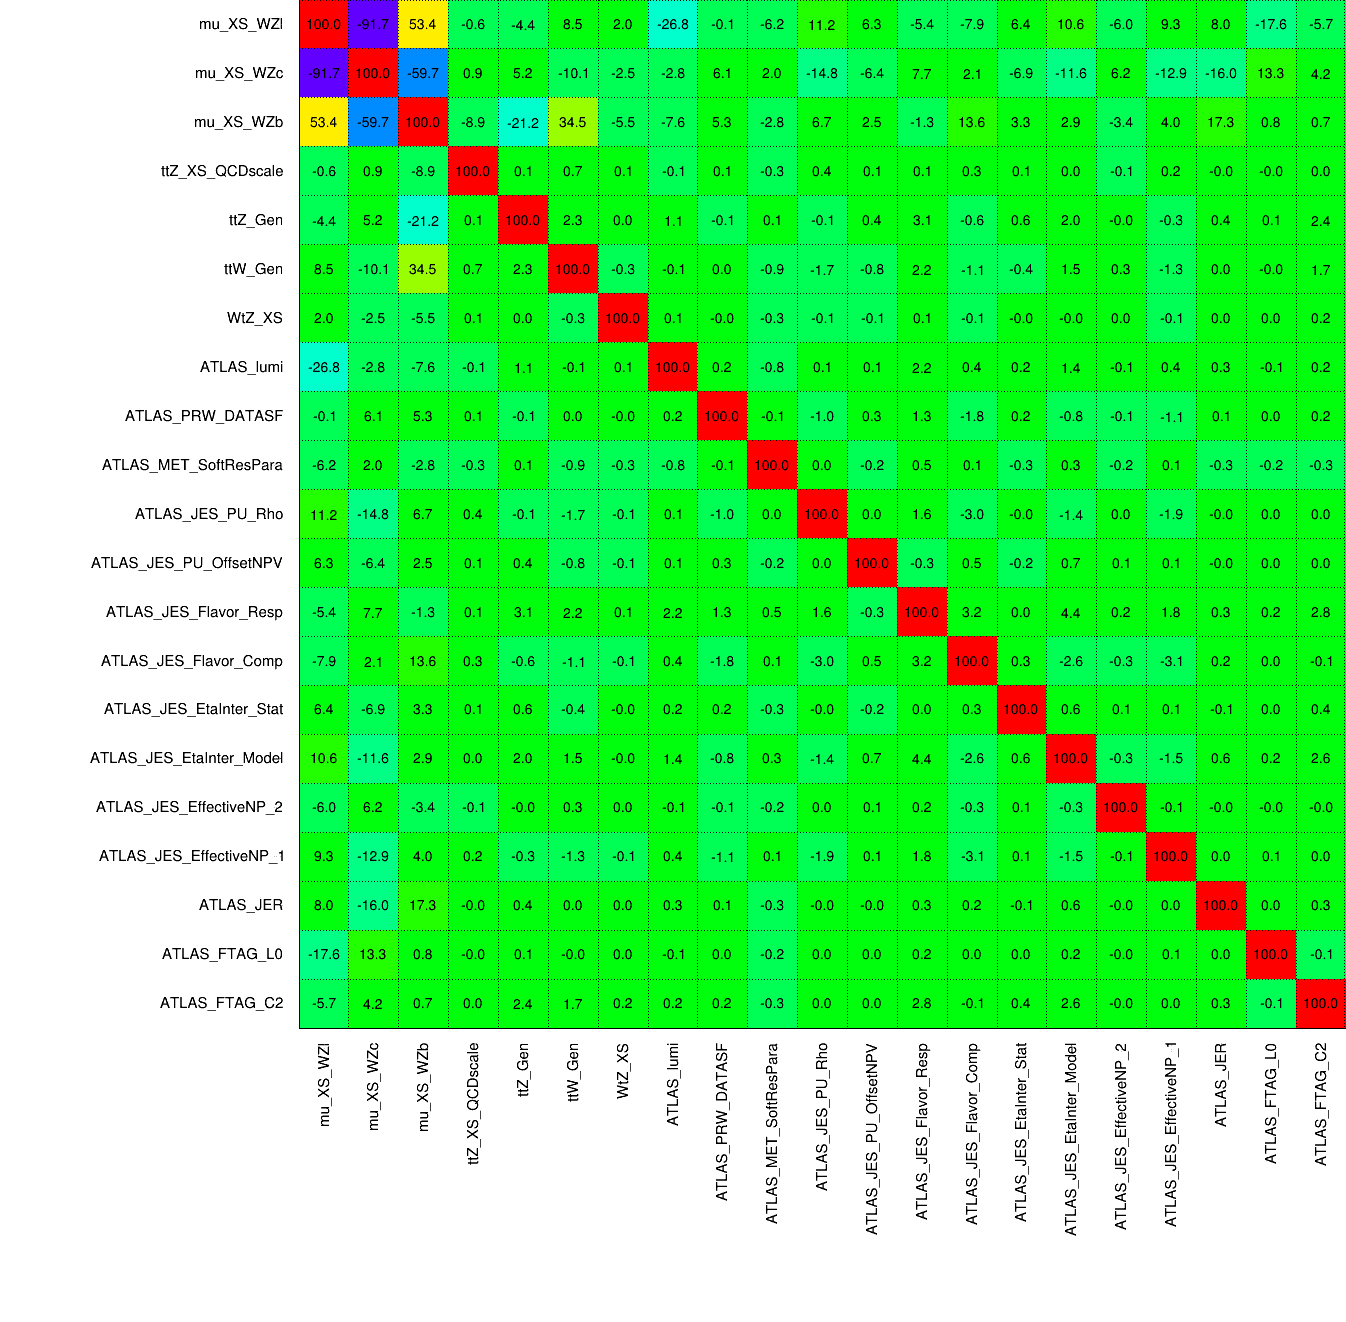 mu_XS_WZl 100.0 -91.7 53.4 -0.6 -4.4 8.5 2.0 -26.8 -0.1 -6.2 11.2 6.3 -5.4 -7.9 6.4 10.6 -6.0 9.3 8.0 -17.6 -5.7
mu_XS_WZc -91.7 100.0 -59.7 0.9 5.2 -10.1 -2.5 -2.8 6.1 2.0 -14.8 -6.4 7.7 2.1 -6.9 -11.6 6.2 -12.9 -16.0 13.3 4.2
mu_XS_WZb 53.4 -59.7 100.0 -8.9 -21.2 34.5 -5.5 -7.6 5.3 -2.8 6.7 2.5 -1.3 13.6 3.3 2.9 -3.4 4.0 17.3 0.8 0.7
ttZ_XS_QCDscale -0.6 0.9 -8.9 100.0 0.1 0.7 0.1 -0.1 0.1 -0.3 0.4 0.1 0.1 0.3 0.1 0.0 -0.1 0.2 -0.0 -0.0 0.0
ttZ_Gen -4.4 5.2 -21.2 0.1 100.0 2.3 0.0 1.1 -0.1 0.1 -0.1 0.4 3.1 -0.6 0.6 2.0 -0.0 -0.3 0.4 0.1 2.4
ttW_Gen 8.5 -10.1 34.5 0.7 2.3 100.0 -0.3 -0.1 0.0 -0.9 -1.7 -0.8 2.2 -1.1 -0.4 1.5 0.3 -1.3 0.0 -0.0 1.7
WtZ_XS 2.0 -2.5 -5.5 0.1 0.0 -0.3 100.0 0.1 -0.0 -0.3 -0.1 -0.1 0.1 -0.1 -0.0 -0.0 0.0 -0.1 0.0 0.0 0.2
ATLAS_lumi -26.8 -2.8 -7.6 -0.1 1.1 -0.1 0.1 100.0 0.2 -0.8 0.1 0.1 2.2 0.4 0.2 1.4 -0.1 0.4 0.3 -0.1 0.2
ATLAS_PRW_DATASF -0.1 6.1 5.3 0.1 -0.1 0.0 -0.0 0.2 100.0 -0.1 -1.0 0.3 1.3 -1.8 0.2 -0.8 -0.1 -1.1 0.1 0.0 0.2
ATLAS_MET_SoftResPara -6.2 2.0 -2.8 -0.3 0.1 -0.9 -0.3 -0.8 -0.1 100.0 0.0 -0.2 0.5 0.1 -0.3 0.3 -0.2 0.1 -0.3 -0.2 -0.3
ATLAS_JES_PU_Rho 11.2 -14.8 6.7 0.4 -0.1 -1.7 -0.1 0.1 -1.0 0.0 100.0 0.0 1.6 -3.0 -0.0 -1.4 0.0 -1.9 -0.0 0.0 0.0
ATLAS_JES_PU_OffsetNPV 6.3 -6.4 2.5 0.1 0.4 -0.8 -0.1 0.1 0.3 -0.2 0.0 100.0 -0.3 0.5 -0.2 0.7 0.1 0.1 -0.0 0.0 0.0
ATLAS_JES_Flavor_Resp -5.4 7.7 -1.3 0.1 3.1 2.2 0.1 2.2 1.3 0.5 1.6 -0.3 100.0 3.2 0.0 4.4 0.2 1.8 0.3 0.2 2.8
ATLAS_JES_Flavor_Comp -7.9 2.1 13.6 0.3 -0.6 -1.1 -0.1 0.4 -1.8 0.1 -3.0 0.5 3.2 100.0 0.3 -2.6 -0.3 -3.1 0.2 0.0 -0.1
ATLAS_JES_EtaInter_Stat 6.4 -6.9 3.3 0.1 0.6 -0.4 -0.0 0.2 0.2 -0.3 -0.0 -0.2 0.0 0.3 100.0 0.6 0.1 0.1 -0.1 0.0 0.4
ATLAS_JES_EtaInter_Model 10.6 -11.6 2.9 0.0 2.0 1.5 -0.0 1.4 -0.8 0.3 -1.4 0.7 4.4 -2.6 0.6 100.0 -0.3 -1.5 0.6 0.2 2.6
ATLAS_JES_EffectiveNP_2 -6.0 6.2 -3.4 -0.1 -0.0 0.3 0.0 -0.1 -0.1 -0.2 0.0 0.1 0.2 -0.3 0.1 -0.3 100.0 -0.1 -0.0 -0.0 -0.0
ATLAS_JES_EffectiveNP_1 9.3 -12.9 4.0 0.2 -0.3 -1.3 -0.1 0.4 -1.1 0.1 -1.9 0.1 1.8 -3.1 0.1 -1.5 -0.1 100.0 0.0 0.1 0.0
ATLAS_JER 8.0 -16.0 17.3 -0.0 0.4 0.0 0.0 0.3 0.1 -0.3 -0.0 -0.0 0.3 0.2 -0.1 0.6 -0.0 0.0 100.0 0.0 0.3
ATLAS_FTAG_L0 -17.6 13.3 0.8 -0.0 0.1 -0.0 0.0 -0.1 0.0 -0.2 0.0 0.0 0.2 0.0 0.0 0.2 -0.0 0.1 0.0 100.0 -0.1
ATLAS_FTAG_C2 -5.7 4.2 0.7 0.0 2.4 1.7 0.2 0.2 0.2 -0.3 0.0 0.0 2.8 -0.1 0.4 2.6 -0.0 0.0 0.3 -0.1 100.0
mu_XS_WZl
mu_XS_WZc
mu_XS_WZb
ttZ_XS_QCDscale
ttZ_Gen
ttW_Gen
WtZ_XS
ATLAS_lumi
ATLAS_PRW_DATASF
ATLAS_MET_SoftResPara
ATLAS_JES_PU_Rho
ATLAS_JES_PU_OffsetNPV
ATLAS_JES_Flavor_Resp
ATLAS_JES_Flavor_Comp
ATLAS_JES_EtaInter_Stat
ATLAS_JES_EtaInter_Model
ATLAS_JES_EffectiveNP_2
ATLAS_JES_EffectiveNP_1
ATLAS_JER
ATLAS_FTAG_L0
ATLAS_FTAG_C2